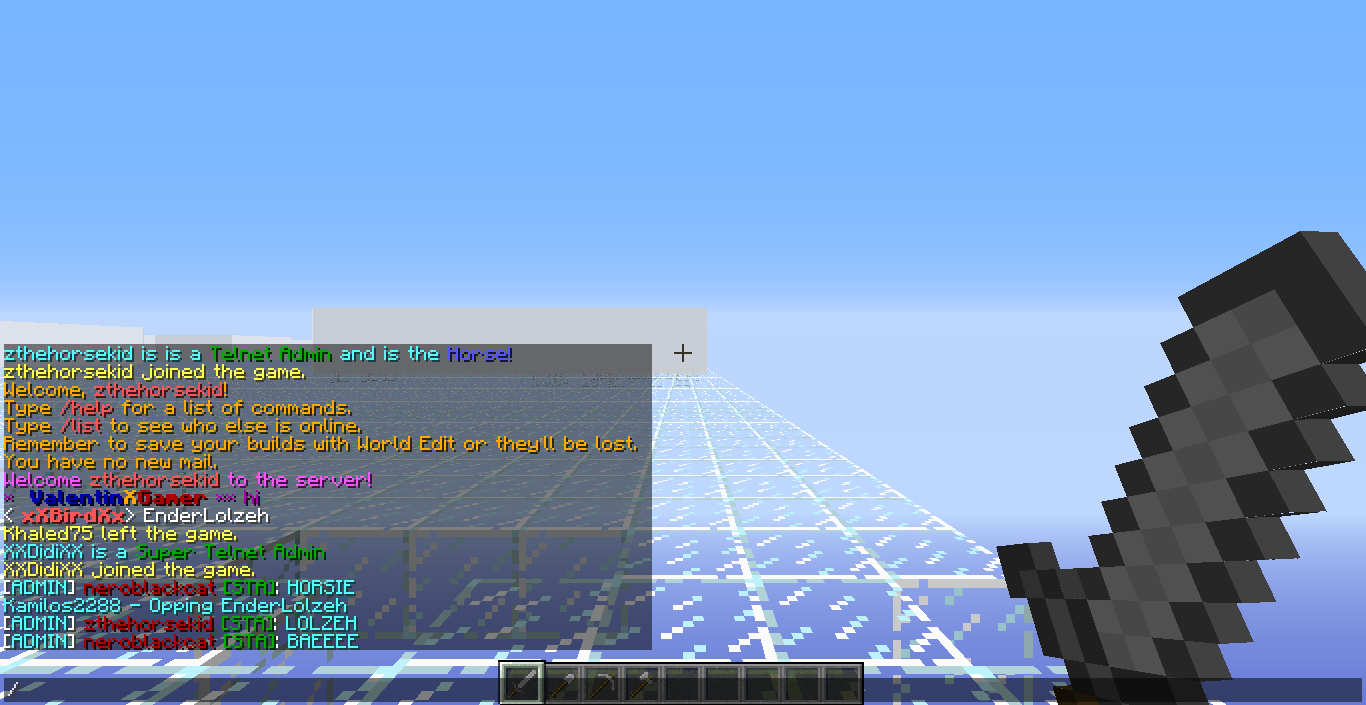 zthehorsekid is is a Telnet Admin and is the Horse!
zthehorsekid joined the game.
Welcome, zthehorsekid!
Type /help for a list of commands.
Type /list to see who else is online.
Remember to save your builds with World Edit or they'll be lost.
You have no new mail.
Welcome zthehorsekid to the server!
* ValentinXGamer ** hi
< xXBirdXx> EnderLolzeh
Khaled75 left the game.
XXDidiXX is a Super Telnet Admin
XXDidiXX joined the game.
[ADMIN] neroblackcat [STA]: HORSIE
Kamilos2288 - Opping EnderLolzeh
[ADMIN] zthehorsekid [STA]: LOLZEH
[ADMIN] neroblackcat [STA]: BAEEEE
/